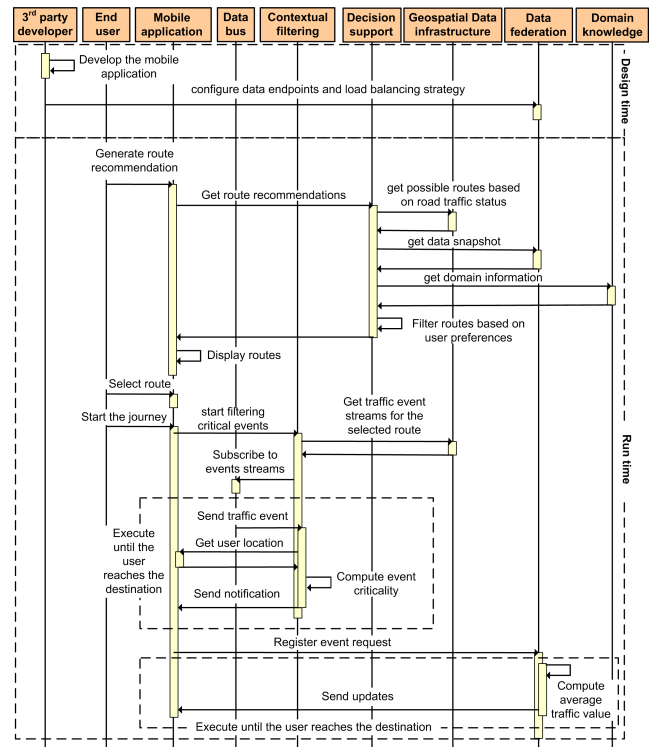 3rd party
developer
End
user
Mobile
application
Data
bus
Contextual
filtering
Decision
support
Geospatial Data
infrastructure
Data
federation
Domain
knowledge
Develop the mobile
application
configure data endpoints and load balancing strategy
Design time
Generate route
recommendation
Get route recommendations
get possible routes based
on road traffic status
get data snapshot
get domain information
Filter routes based on
user preferences
Display routes
Select route
Start the journey
start filtering
critical events
Get traffic event
streams for the
selected route
Run time
Subscribe to
events streams
Send traffic event
Execute
until the
user
reaches the
destination
Get user location
Compute event
criticality
Send notification
Register event request
Compute
average
traffic value
Send updates
Execute until the user reaches the destination